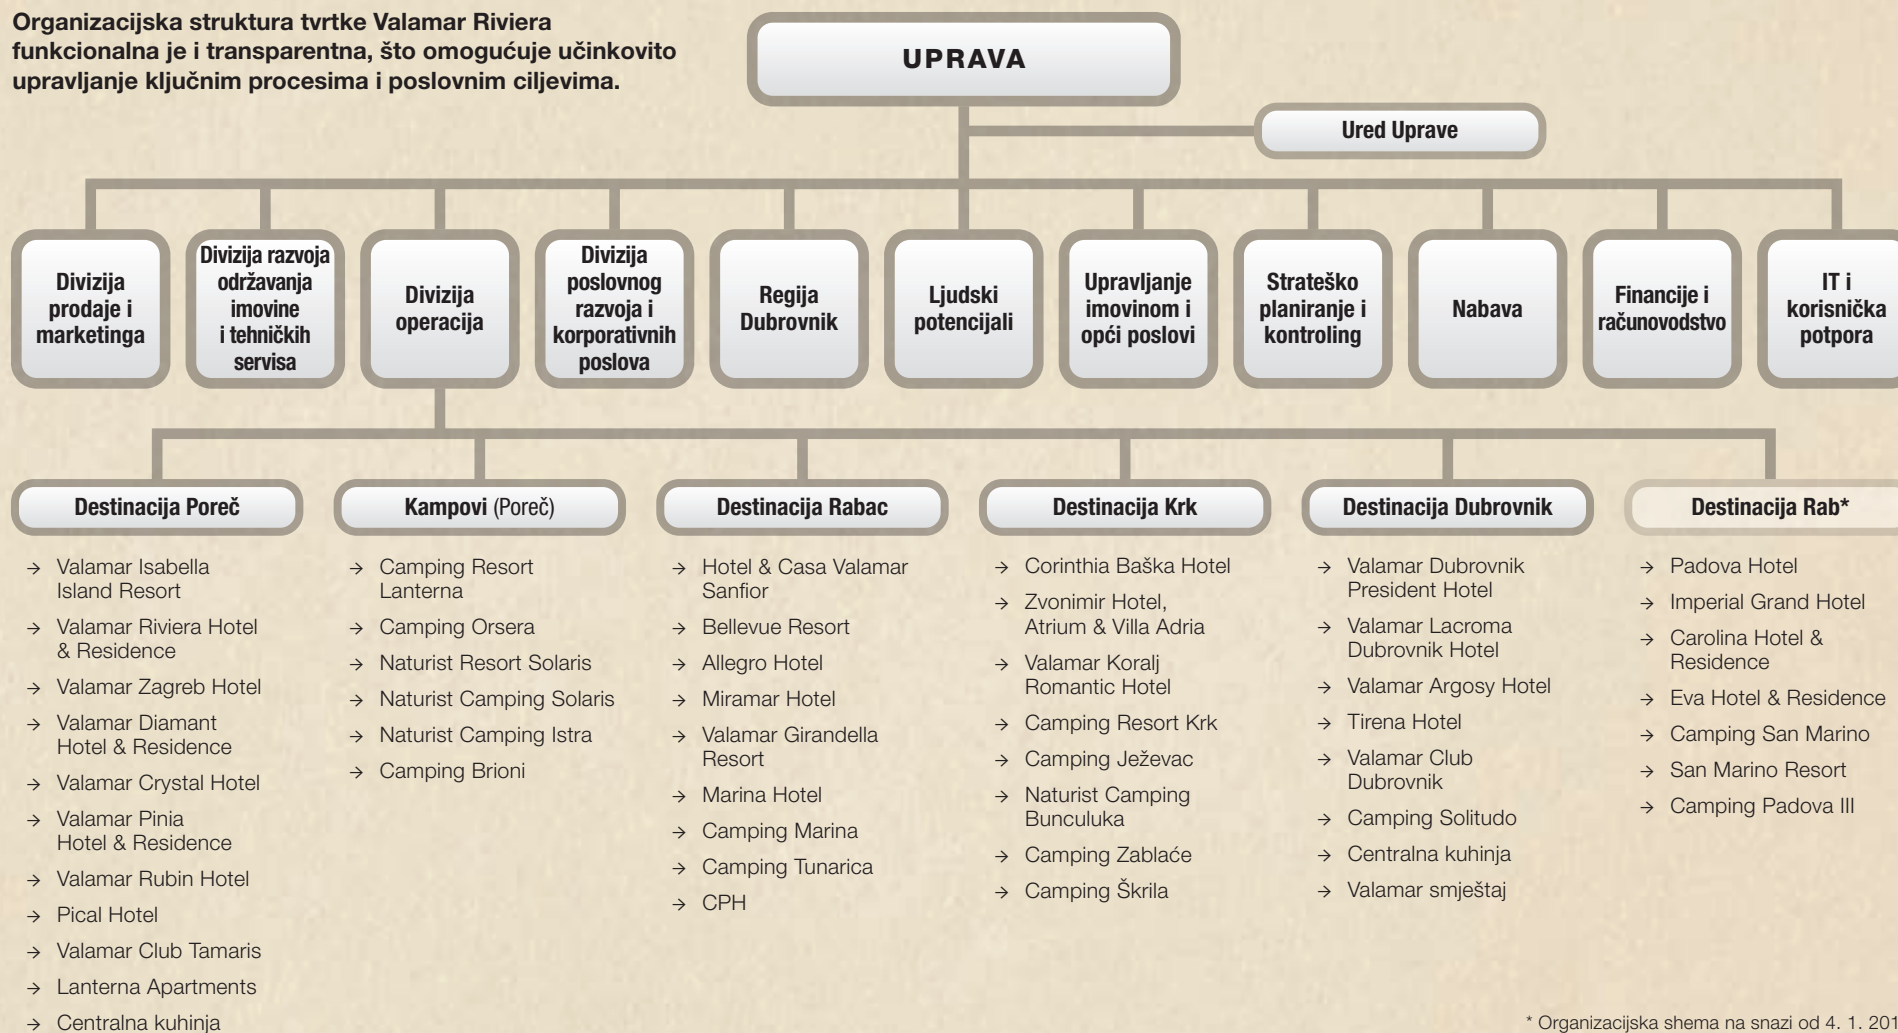 Organizacijska struktura tvrtke Valamar Riviera
funkcionalna je i transparentna, što omogućuje učinkovito
upravljanje ključnim procesima i poslovnim ciljevima.
UPRAVA
Ured Uprave
Divizija
prodaje i
marketinga
Divizija razvoja
održavanja
imovine
i tehničkih
servisa
Divizija
operacija
Divizija
poslovnog
razvoja i
korporativnih
poslova
Regija
Dubrovnik
Ljudski
potencijali
Upravljanje
imovinom i
opći poslovi
Strateško
planiranje i
kontroling
Nabava
Financije i
računovodstvo
IT i
korisnička
potpora
Destinacija Poreč
→ Valamar Isabella
Island Resort
→ Valamar Riviera Hotel
& Residence
→ Valamar Zagreb Hotel
→ Valamar Diamant
Hotel & Residence
→ Valamar Crystal Hotel
→ Valamar Pinia
Hotel & Residence
→ Valamar Rubin Hotel
→ Pical Hotel
→ Valamar Club Tamaris
→ Lanterna Apartments
→ Centralna kuhinja
Kampovi (Poreč)
→ Camping Resort
Lanterna
→ Camping Orsera
→ Naturist Resort Solaris
→ Naturist Camping Solaris
→ Naturist Camping Istra
→ Camping Brioni
Destinacija Rabac
→ Hotel & Casa Valamar
Sanfior
→ Bellevue Resort
→ Allegro Hotel
→ Miramar Hotel
→ Valamar Girandella
Resort
→ Marina Hotel
→ Camping Marina
→ Camping Tunarica
→ CPH
Destinacija Krk
→ Corinthia Baška Hotel
→ Zvonimir Hotel,
Atrium & Villa Adria
→ Valamar Koralj
Romantic Hotel
→ Camping Resort Krk
→ Camping Ježevac
→ Naturist Camping
Bunculuka
→ Camping Zablaće
→ Camping Škrila
Destinacija Dubrovnik
→ Valamar Dubrovnik
President Hotel
→ Valamar Lacroma
Dubrovnik Hotel
→ Valamar Argosy Hotel
→ Tirena Hotel
→ Valamar Club
Dubrovnik
→ Camping Solitudo
→ Centralna kuhinja
→ Valamar smještaj
Destinacija Rab*
→ Padova Hotel
→ Imperial Grand Hotel
→ Carolina Hotel &
Residence
→ Eva Hotel & Residence
→ Camping San Marino
→ San Marino Resort
→ Camping Padova III
* Organizacijska shema na snazi od 4. 1. 201